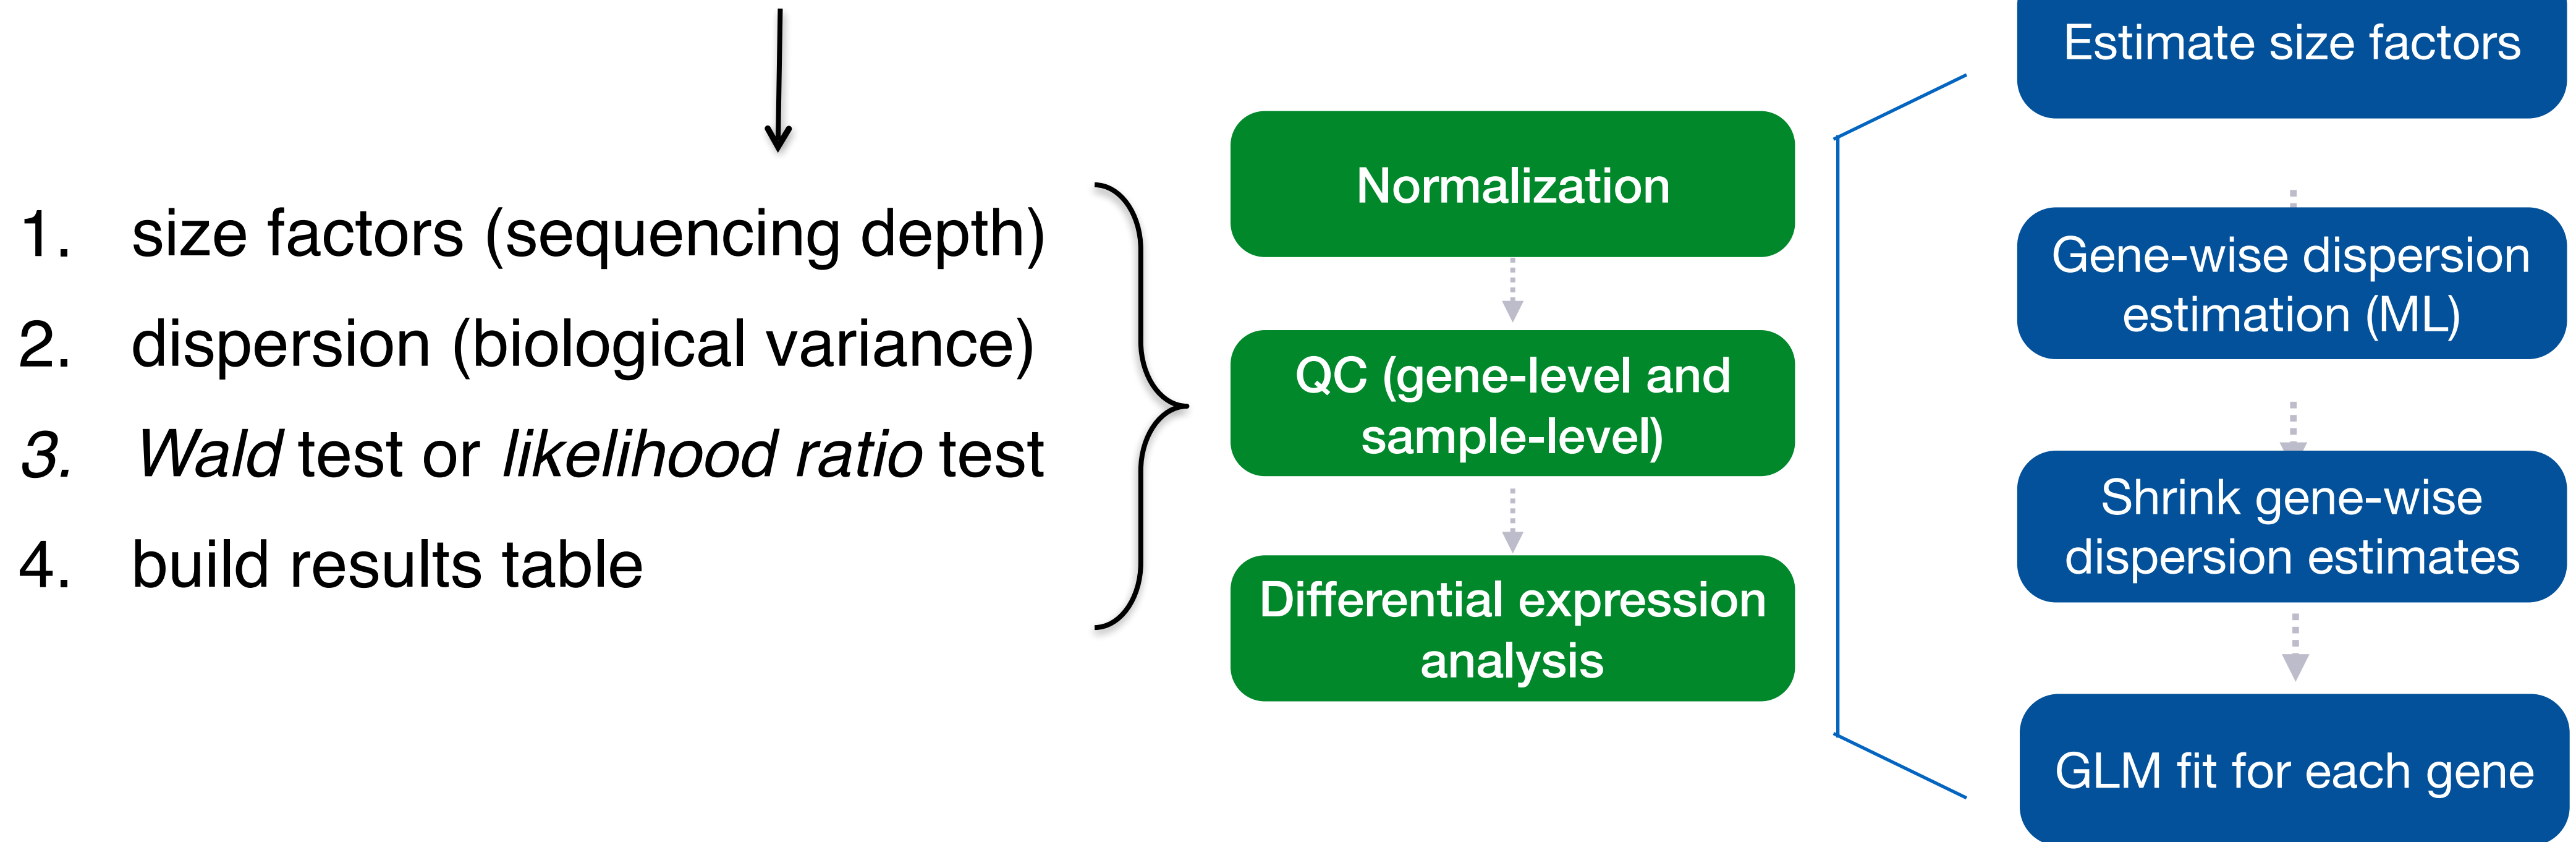 1. size factors (sequencing depth)
2. dispersion (biological variance)
3. Wald test or likelihood ratio test
4. build results table
Normalization
QC (gene-level and
sample-level)
Differential expression
analysis
Estimate size factors
Gene-wise dispersion
estimation (ML)
Shrink gene-wise
dispersion estimates
GLM fit for each gene